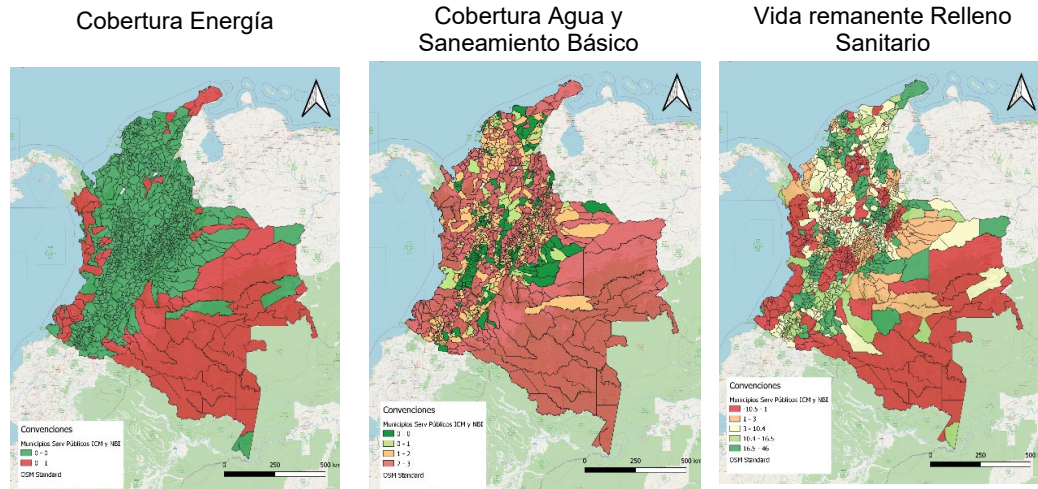 Cobertura Energía
Cobertura Agua y
Saneamiento Básico
Vida remanente Relleno
Sanitario
Convenciones
Municipios Serv Públicos ICM y NBI
0 - 0
0 - 1
OSM Standard
0
250
500 km
Convenciones
Municipios Serv Públicos ICM y NBI
0 - 0
0 - 1
1 - 2
2 - 3
OSM Standard
0
250
500 km
Convenciones
Municipios Serv Públicos ICM y NBI
-10.5 - 1
1 - 3
3 - 10.4
10.4 - 16.5
16.5 - 46
OSM Standard
0
250
500